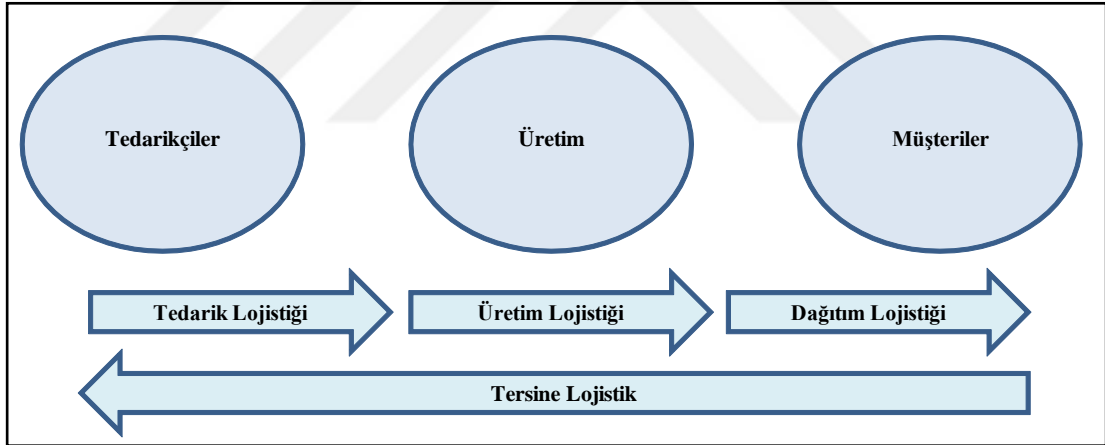 Tedarikçiler
Üretim
Müşteriler
Tedarik Lojistiği
Üretim Lojistiği
Dağıtım Lojistiği
Tersine Lojistik